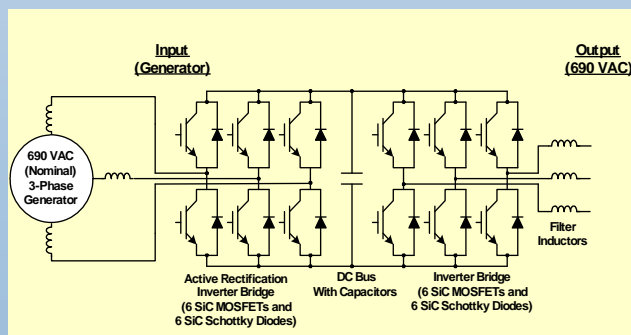 Input
(Generator)
Output
(690 VAC)
690 VAC
(Nominal)
3-Phase
Generator
Active Rectification
Inverter Bridge
(6 SiC MOSFETs and
6 SiC Schottky Diodes)
DC Bus
With Capacitors
Inverter Bridge
(6 SiC MOSFETs and
6 SiC Schottky Diodes)
Filter
Inductors